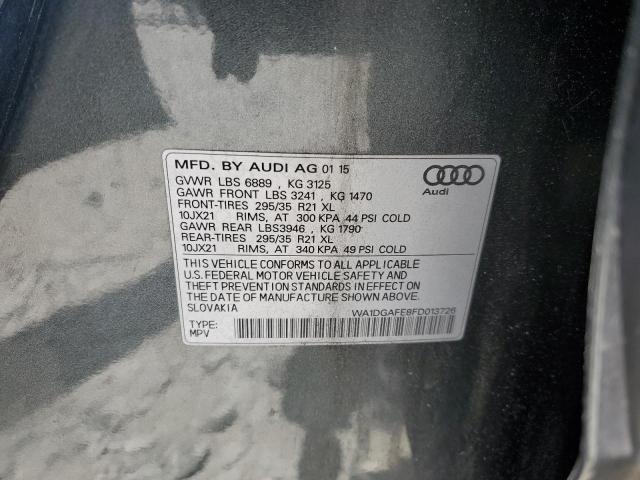 MFD. BY AUDI AG 01 15
GVWR LBS 6889 , KG 3125
GAWR FRONT LBS 3241 , KG 1470
FRONT-TIRES 295/35 R21 XL
10JX21 RIMS, AT 300 KPA 44 PSI COLD
GAWR REAR LBS3946 , KG 1790
REAR-TIRES 295/35 R21 XL
10JX21 RIMS, AT 340 KPA 49 PSI COLD
Audi
THIS VEHICLE CONFORMS TO ALL APPLICABLE
U.S. FEDERAL MOTOR VEHICLE SAFETY AND
THEFT PREVENTION STANDARDS IN EFFECT ON
THE DATE OF MANUFACTURE SHOWN ABOVE.
SLOVAKIA
WA1DGAFE8FD013726
TYPE:
MPV